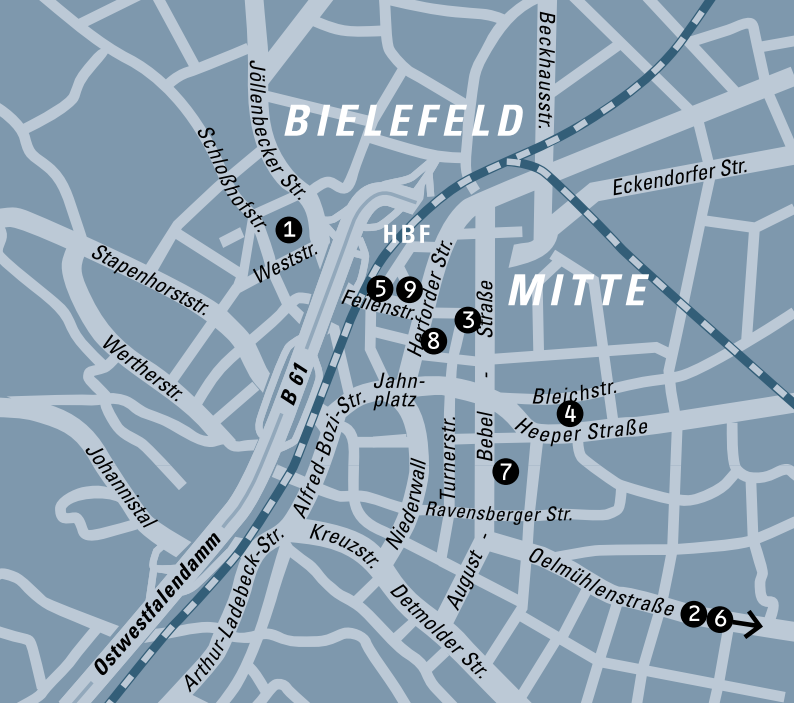 Beckhausstr.
Jöllenbecker Str.
BIELEFELD
Schloßhofstr.
Eckendorfer Str.
1
HBF
Weststr.
Stapenhorststr.
Herforder Str.
MITTE
5
9
Feilenstr.
3
8
Wertherstr.
B 61
Jahn-
platz
Bleichstr.
4
Heeper Straße
Alfred-Bozi-Str.
Turnerstr.
August - Bebel - Straße
Johannistal
Niederwall
7
Ravensberger Str.
Kreuzstr.
Oelmühlenstraße
Ostwestfalendamm
Arthur-Ladebeck-Str.
Detmolder Str.
2
6